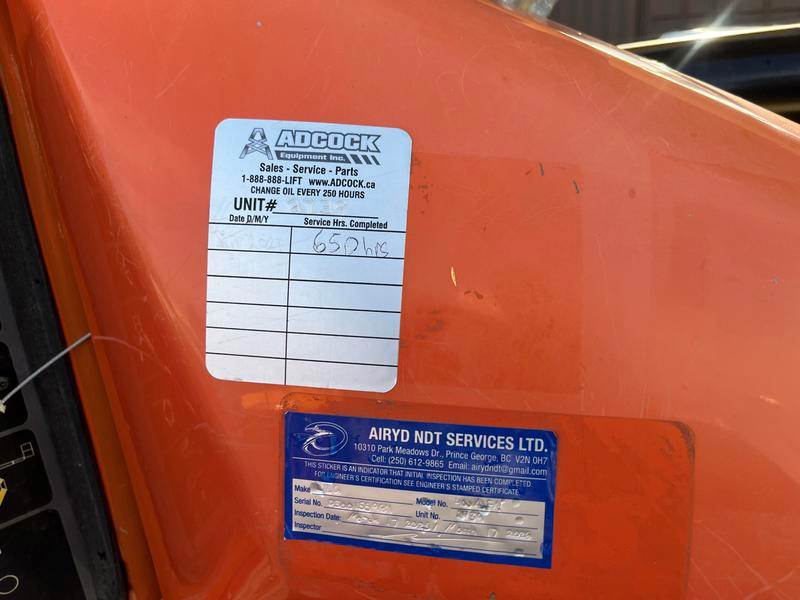 ADCOCK
Equipment Inc.
Sales - Service - Parts
1-888-888-LIFT www.ADCOCK.ca
CHANGE OIL EVERY 250 HOURS
UNIT#
Date D/M/Y Service Hrs. Completed
650 hrs
AIRYD NDT SERVICES LTD.
10310 Park Meadows Dr., Prince George, BC V2N 0H7
Cell: (250) 612-9865 Email: airydndt@gmail.com
THIS STICKER IS AN INDICATOR THAT INITIAL INSPECTION HAS BEEN COMPLETED.
FOR ENGINEER'S CERTIFICATION SEE ENGINEER'S STAMPED CERTIFICATE.
Make Model No.
Serial No. Unit No.
Inspection Date:
Inspector